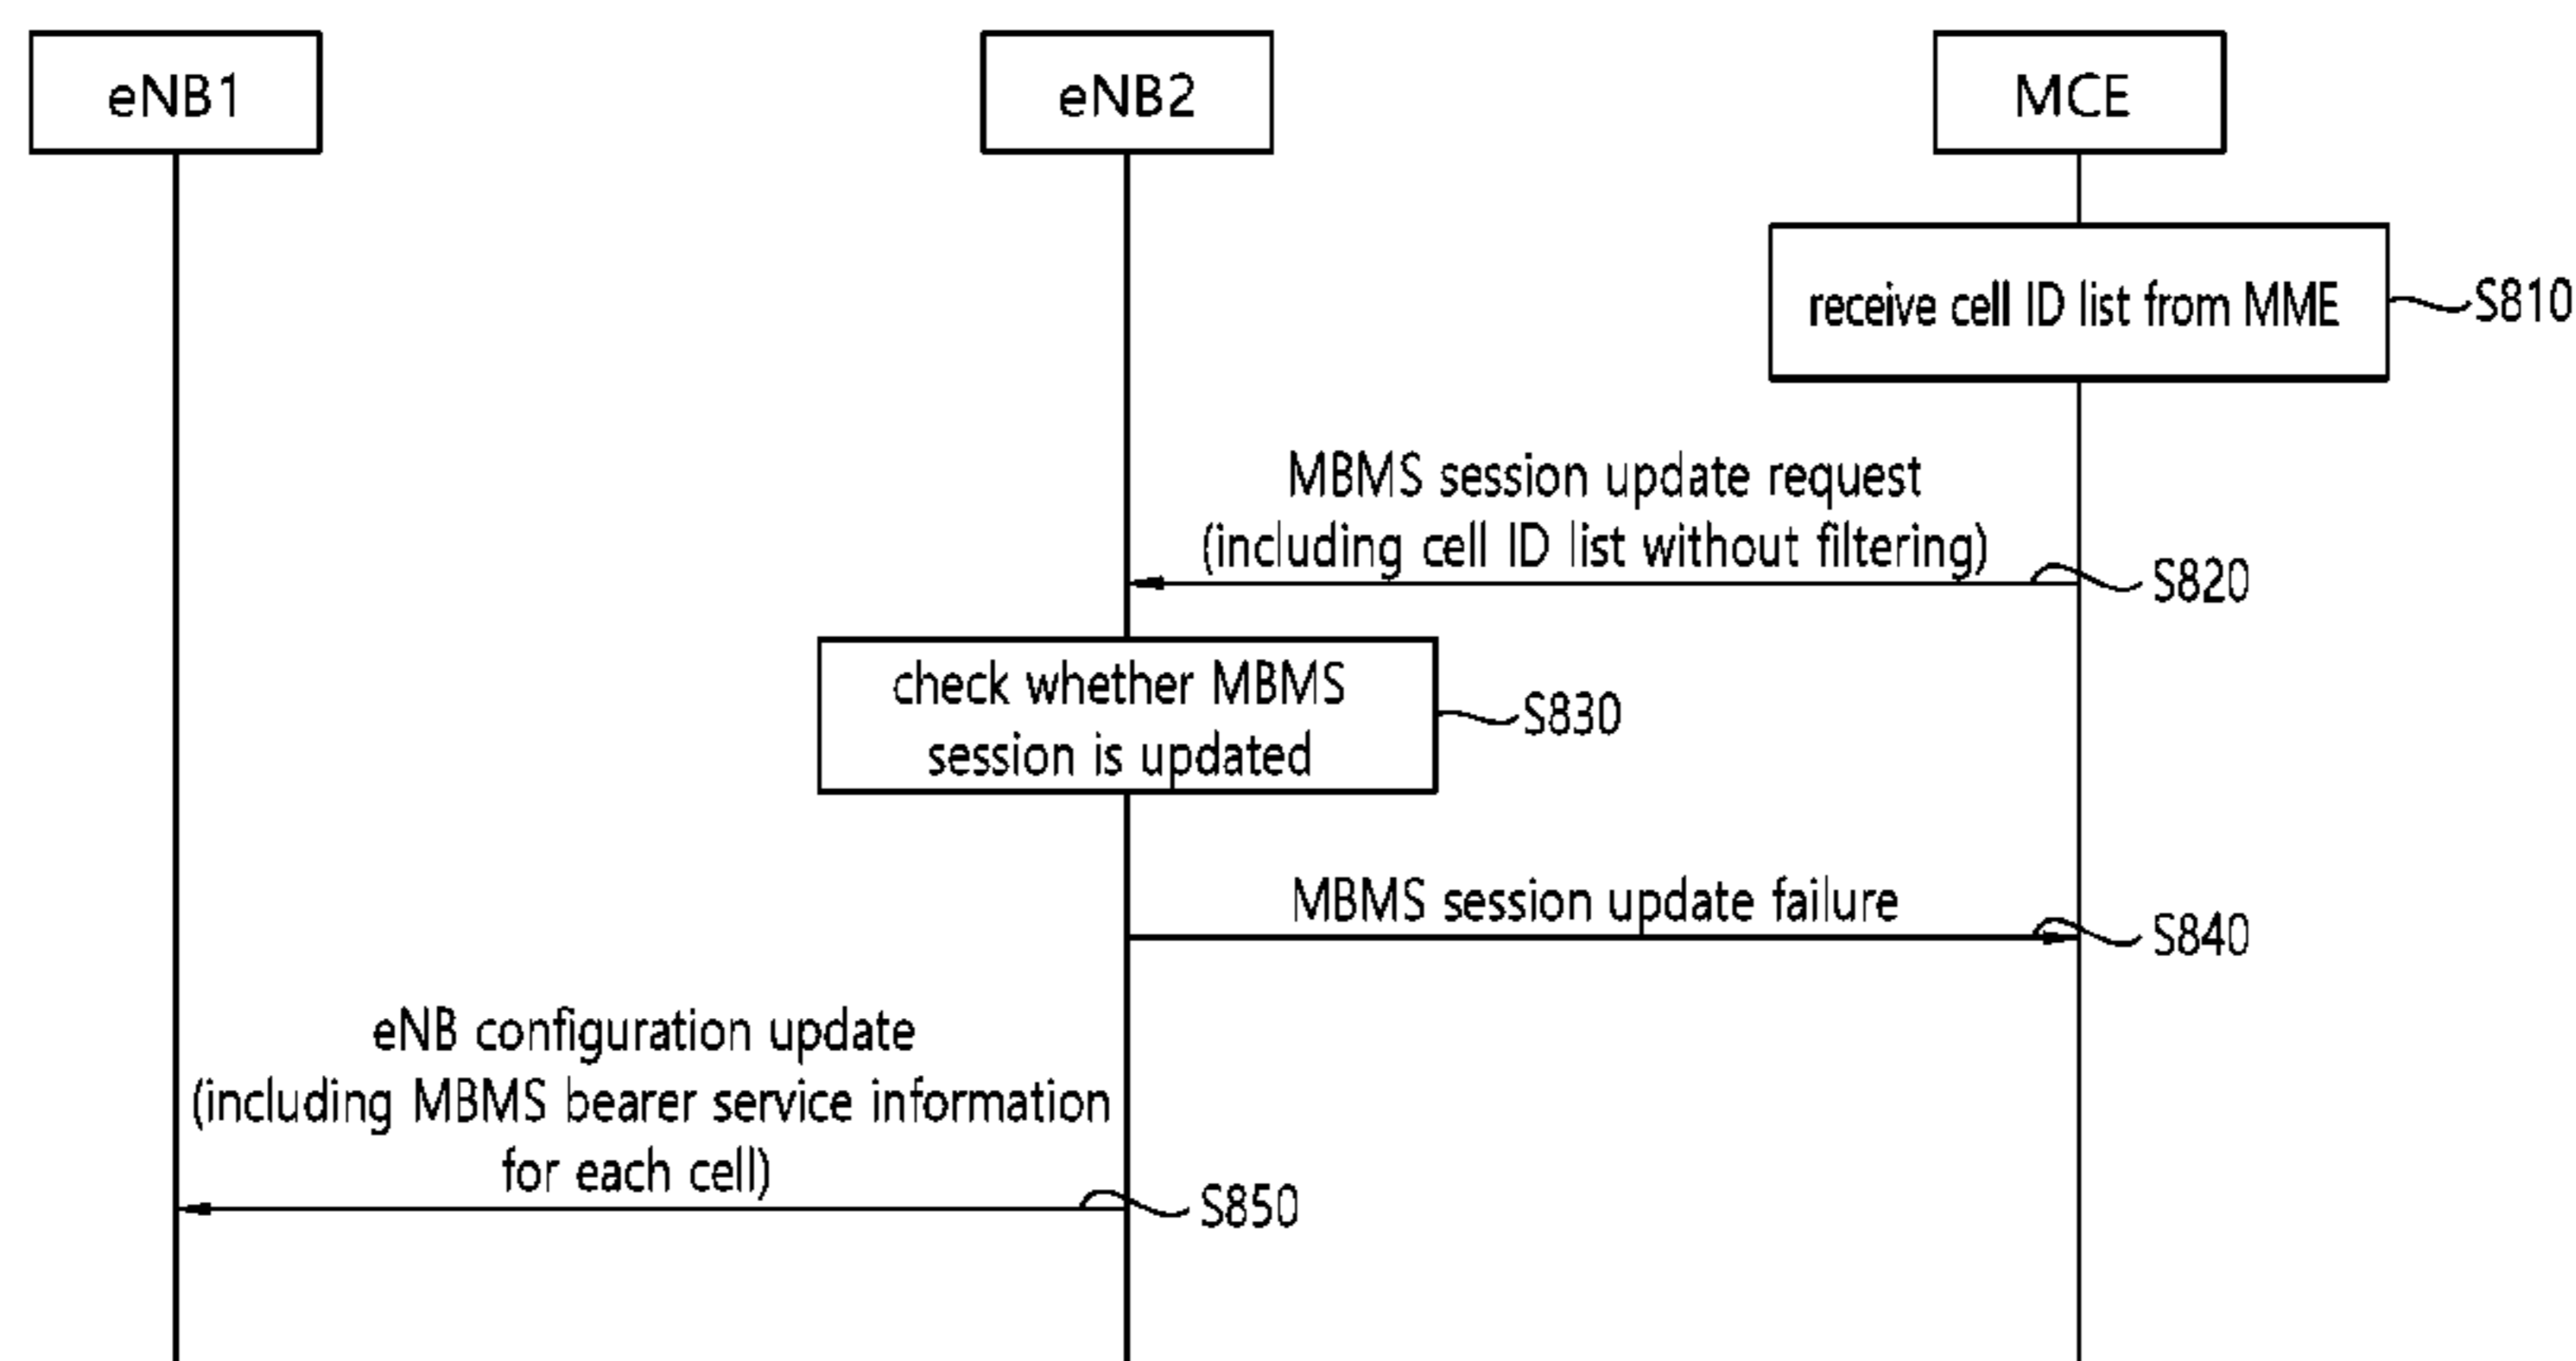 eNB1
eNB2
MCE
receive cell ID list from MME
S810
MBMS session update request
(including cell ID list without filtering)
S820
check whether MBMS
session is updated
S830
MBMS session update failure
S840
eNB configuration update
(including MBMS bearer service information
for each cell)
S850